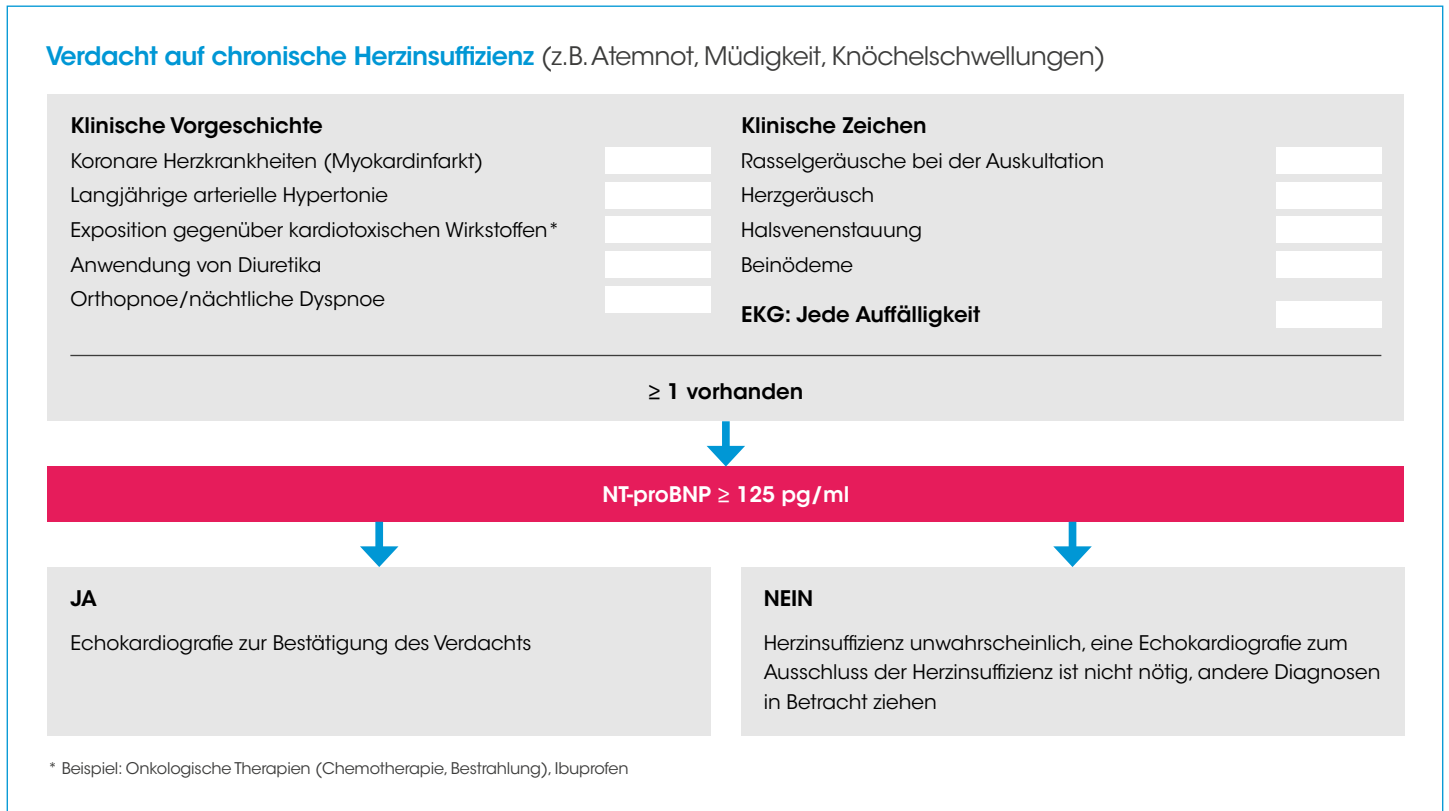 Verdacht auf chronische Herzinsuffizienz (z.B. Atemnot, Müdigkeit, Knöchelschwellungen)
Klinische Vorgeschichte
Koronare Herzkrankheiten (Myokardinfarkt)
Langjährige arterielle Hypertonie
Exposition gegenüber kardiotoxischen Wirkstoffen*
Anwendung von Diuretika
Orthopnoe/nächtliche Dyspnoe
Klinische Zeichen
Rasselgeräusche bei der Auskultation
Herzgeräusch
Halsvenenstauung
Beinödeme
EKG: Jede Auffälligkeit
≥ 1 vorhanden
NT-proBNP ≥ 125 pg/ml
JA
Echokardiografie zur Bestätigung des Verdachts
NEIN
Herzinsuffizienz unwahrscheinlich, eine Echokardiografie zum
Ausschluss der Herzinsuffizienz ist nicht nötig, andere Diagnosen
in Betracht ziehen
* Beispiel: Onkologische Therapien (Chemotherapie, Bestrahlung), Ibuprofen